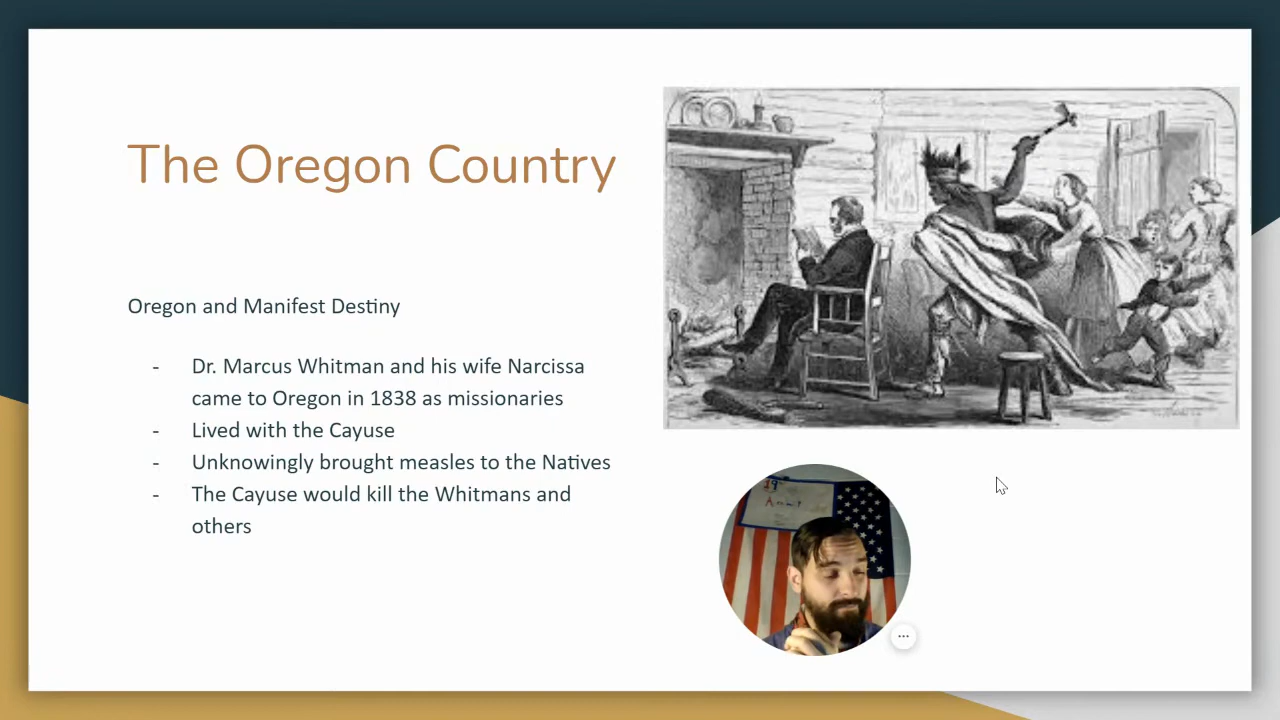 The Oregon Country
Oregon and Manifest Destiny
- Dr. Marcus Whitman and his wife Narcissa
came to Oregon in 1838 as missionaries
- Lived with the Cayuse
- Unknowingly brought measles to the Natives
- The Cayuse would kill the Whitmans and
others
19